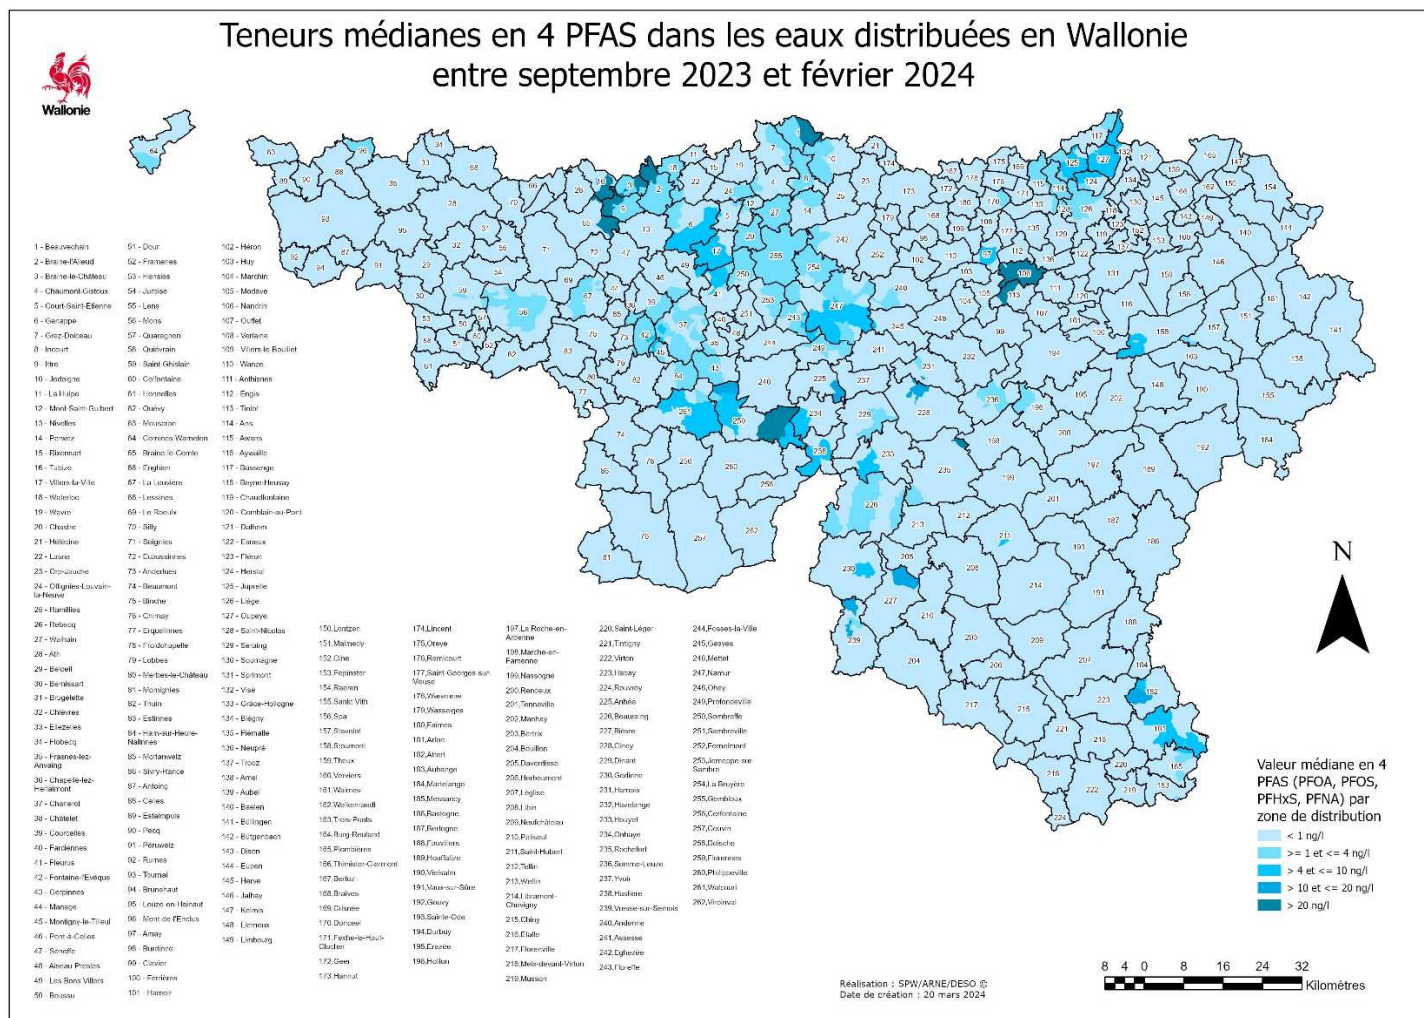 Teneurs médianes en 4 PFAS dans les eaux distribuées en Wallonie
entre septembre 2023 et février 2024
Wallonie
1 - Beauvechain
2 - Braine-l'Alleud
3 - Braine-le-Château
4 - Chaumont-Gistoux
5 - Court-Saint-Etienne
6 - Genappe
7 - Grez-Doiceau
8 - Incourt
9 - Ittre
10 - Jodoigne
11 - La Hulpe
12 - Mont-Saint-Guibert
13 - Nivelles
14 - Perwez
15 - Rixensart
16 - Tubize
17 - Villers-la-Ville
18 - Waterloo
19 - Wavre
20 - Chastre
21 - Hélécine
22 - Lasne
23 - Orp-Jauche
24 - Ottignies-Louvain-
la-Neuve
25 - Ramillies
26 - Rebecq
27 - Walhain
28 - Ath
29 - Beloeil
30 - Bernissart
31 - Brugelette
32 - Chièvres
33 - Ellezelles
34 - Flobecq
35 - Frasnes-lez-
Anvaing
36 - Chapelle-lez-
Herlaimont
37 - Charleroi
38 - Châtelet
39 - Courcelles
40 - Farciennes
41 - Fleurus
42 - Fontaine-l'Evêque
43 - Gerpinnes
44 - Manage
45 - Montigny-le-Tilleul
46 - Pont-à-Celles
47 - Seneffe
48 - Aiseau-Presles
49 - Les Bons Villers
50 - Boussu
51 - Dour
52 - Frameries
53 - Hensies
54 - Jurbise
55 - Lens
56 - Mons
57 - Quaregnon
58 - Quiévrain
59 - Saint-Ghislain
60 - Colfontaine
61 - Honnelles
62 - Quévy
63 - Mouscron
64 - Comines-Warneton
65 - Braine-le-Comte
66 - Enghien
67 - La Louvière
68 - Lessines
69 - Le Roeulx
70 - Silly
71 - Soignies
72 - Ecaussinnes
73 - Anderlues
74 - Beaumont
75 - Binche
76 - Chimay
77 - Erquelinnes
78 - Froidchapelle
79 - Lobbes
80 - Merbes-le-Château
81 - Momignies
82 - Thuin
83 - Estinnes
84 - Ham-sur-Heure-
Nalinnes
85 - Morlanwelz
86 - Sivry-Rance
87 - Antoing
88 - Celles
89 - Estaimpuis
90 - Pecq
91 - Péruwelz
92 - Rumes
93 - Tournai
94 - Brunehaut
95 - Leuze-en-Hainaut
96 - Mont-de-l'Enclus
97 - Amay
98 - Burdinne
99 - Clavier
100 - Ferrières
101 - Hamoir
102 - Héron
103 - Huy
104 - Marchin
105 - Modave
106 - Nandrin
107 - Ouffet
108 - Verlaine
109 - Villers-le-Bouillet
110 - Wanze
111 - Anthisnes
112 - Engis
113 - Tinlot
114 - Ans
115 - Awans
116 - Aywaille
117 - Bassenge
118 - Beyne-Heusay
119 - Chaudfontaine
120 - Comblain-au-Pont
121 - Dalhem
122 - Esneux
123 - Fléron
124 - Herstal
125 - Juprelle
126 - Liège
127 - Oupeye
128 - Saint-Nicolas
129 - Seraing
130 - Soumagne
131 - Sprimont
132 - Visé
133 - Grâce-Hollogne
134 - Blégny
135 - Flémalle
136 - Neupré
137 - Trooz
138 - Amel
139 - Aubel
140 - Baelen
141 - Büllingen
142 - Bütgenbach
143 - Dison
144 - Eupen
145 - Herve
146 - Jalhay
147 - Kelmis
148 - Lierneux
149 - Limbourg
150, Lontzen
151, Malmedy
152, Olne
153, Pepinster
154, Raeren
155, Sankt Vith
156, Spa
157, Stavelot
158, Stoumont
159, Theux
160, Verviers
161, Waimes
162, Welkenraedt
163, Trois-Ponts
164, Burg-Reuland
165, Plombières
166, Thimister-Clermont
167, Berloz
168, Braives
169, Crisnée
170, Donceel
171, Fexhe-le-Haut-
Clocher
172, Geer
173, Hannut
174, Lincent
175, Oreye
176, Remicourt
177, Saint-Georges-sur-
Meuse
178, Waremme
179, Wasseiges
180, Faimes
181, Arlon
182, Attert
183, Aubange
184, Martelange
185, Messancy
186, Bastogne
187, Bertogne
188, Fauvillers
189, Houffalize
190, Vielsalm
191, Vaux-sur-Sûre
192, Gouvy
193, Sainte-Ode
194, Durbuy
195, Erezée
196, Hotton
197, La Roche-en-
Ardenne
198, Marche-en-
Famenne
199, Nassogne
200, Rendeux
201, Tenneville
202, Manhay
203, Bertrix
204, Bouillon
205, Daverdisse
206, Herbeumont
207, Léglise
208, Libin
209, Neufchâteau
210, Paliseul
211, Saint-Hubert
212, Tellin
213, Wellin
214, Libramont-
Chevigny
215, Chiny
216, Etalle
217, Florenville
218, Meix-devant-Virton
219, Musson
220, Saint-Léger
221, Tintigny
222, Virton
223, Habay
224, Rouvroy
225, Anhée
226, Beauraing
227, Bièvre
228, Ciney
229, Dinant
230, Gedinne
231, Hamois
232, Havelange
233, Houyet
234, Onhaye
235, Rochefort
236, Somme-Leuze
237, Yvoir
238, Hastière
239, Vresse-sur-Semois
240, Andenne
241, Assesse
242, Eghezée
243, Floreffe
244, Fosses-la-Ville
245, Gesves
246, Mettet
247, Namur
248, Ohey
249, Profondeville
250, Sombreffe
251, Sambreville
252, Fernelmont
253, Jemeppe-sur-
Sambre
254, La Bruyère
255, Gembloux
256, Cerfontaine
257, Couvin
258, Doische
259, Florennes
260, Philippeville
261, Walcourt
262, Viroinval
N
Valeur médiane en 4
PFAS (PFOA, PFOS,
PFHxS, PFNA) par
zone de distribution
< 1 ng/l
>= 1 et <= 4 ng/l
> 4 et <= 10 ng/l
> 10 et <= 20 ng/l
> 20 ng/l
8 4 0 8 16 24 32
Kilomètres
Réalisation : SPW/ARNE/DESO ©
Date de création : 20 mars 2024